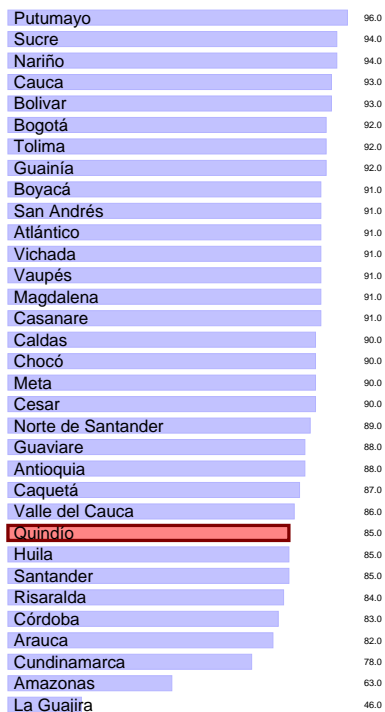 Putumayo 96.0
Sucre 94.0
Nariño 94.0
Cauca 93.0
Bolivar 93.0
Bogotá 92.0
Tolima 92.0
Guainía 92.0
Boyacá 91.0
San Andrés 91.0
Atlántico 91.0
Vichada 91.0
Vaupés 91.0
Magdalena 91.0
Casanare 91.0
Caldas 90.0
Chocó 90.0
Meta 90.0
Cesar 90.0
Norte de Santander 89.0
Guaviare 88.0
Antioquia 88.0
Caquetá 87.0
Valle del Cauca 86.0
Quindío 85.0
Huila 85.0
Santander 85.0
Risaralda 84.0
Córdoba 83.0
Arauca 82.0
Cundinamarca 78.0
Amazonas 63.0
La Guajira 46.0